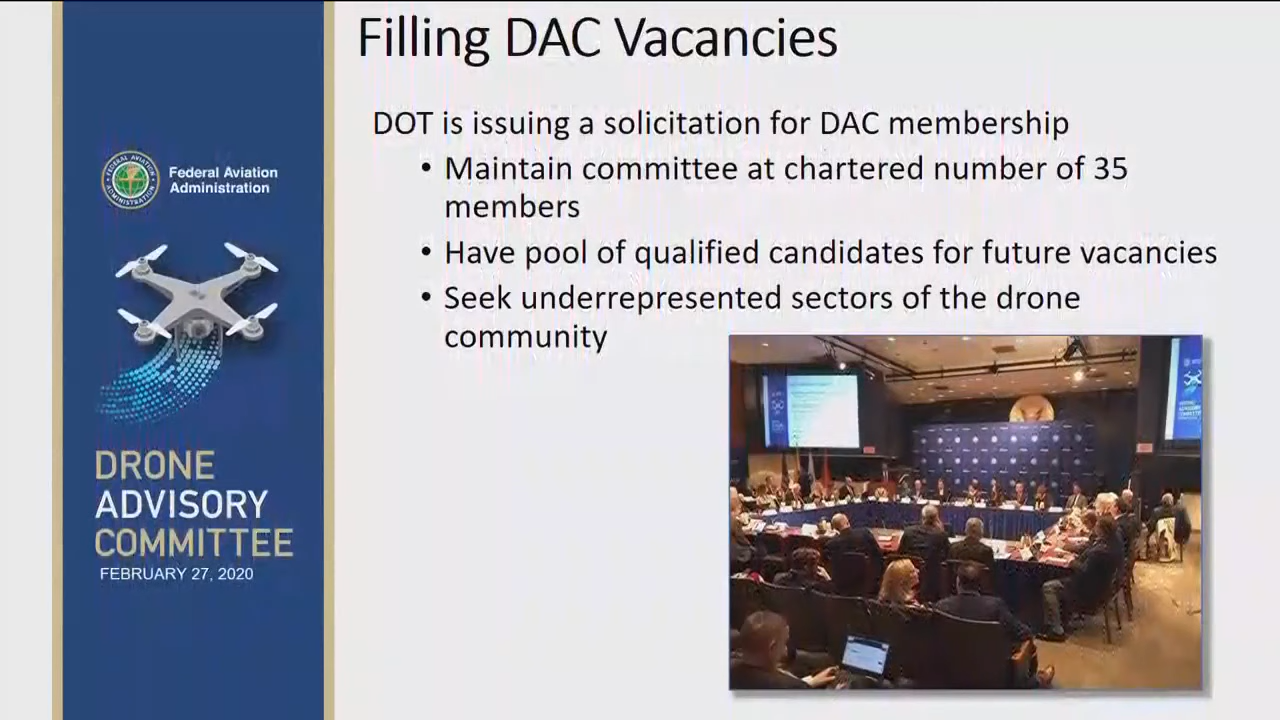 Filling DAC Vacancies
DOT is issuing a solicitation for DAC membership
• Maintain committee at chartered number of 35
members
• Have pool of qualified candidates for future vacancies
• Seek underrepresented sectors of the drone
community
Federal Aviation
Administration
DRONE
ADVISORY
COMMITTEE
FEBRUARY 27, 2020